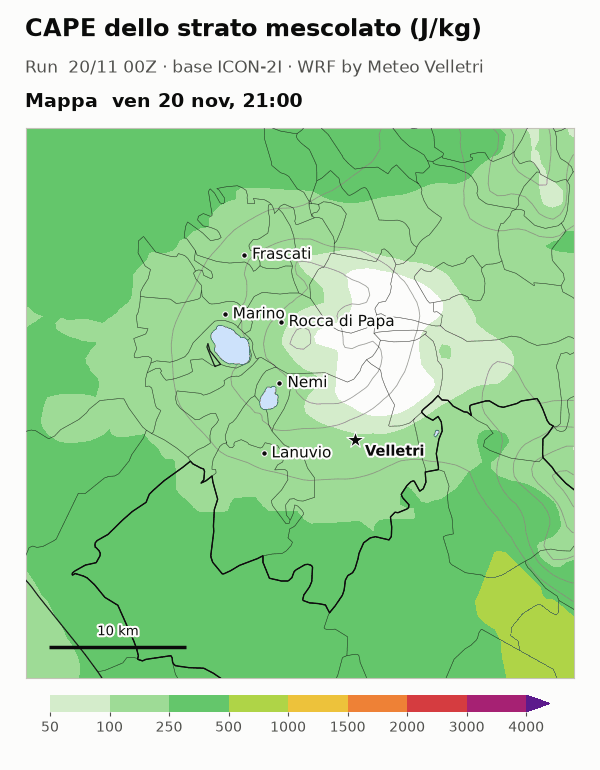 CAPE dello strato mescolato (J/kg)
Run  20/11 00Z · base ICON-2I · WRF by Meteo Velletri
Mappa  ven 20 nov, 21:00
Frascati
Marino
Rocca di Papa
Nemi
Velletri
Lanuvio
10 km
50 100 250 500 1000 1500 2000 3000 4000